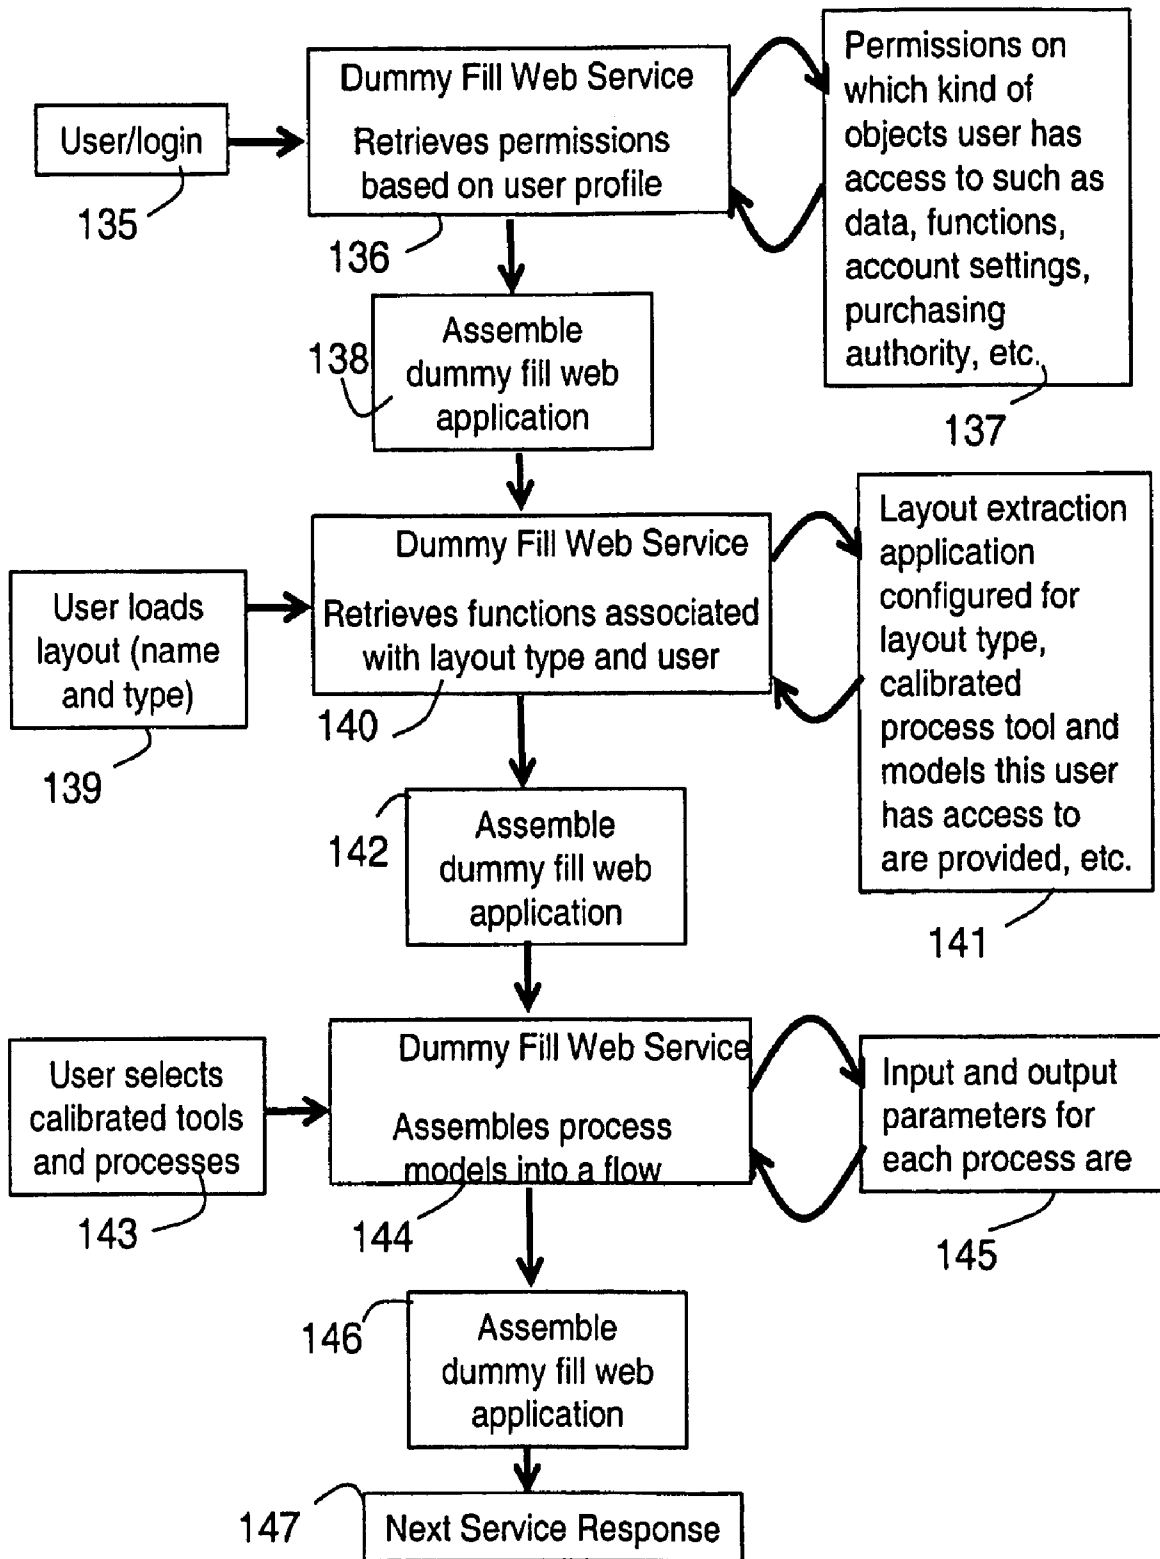 User/login
135
Dummy Fill Web Service
Retrieves permissions
based on user profile
136
Permissions on
which kind of
objects user has
access to such as
data, functions,
account settings,
purchasing
authority, etc.
137
138
Assemble
dummy fill web
application
User loads
layout (name
and type)
139
Dummy Fill Web Service
Retrieves functions associated
with layout type and user
140
Layout extraction
application
configured for
layout type,
calibrated
process tool and
models this user
has access to
are provided, etc.
141
142
Assemble
dummy fill web
application
User selects
calibrated tools
and processes
143
Dummy Fill Web Service
Assembles process
models into a flow
144
Input and output
parameters for
each process are
145
146
Assemble
dummy fill web
application
147
Next Service Response